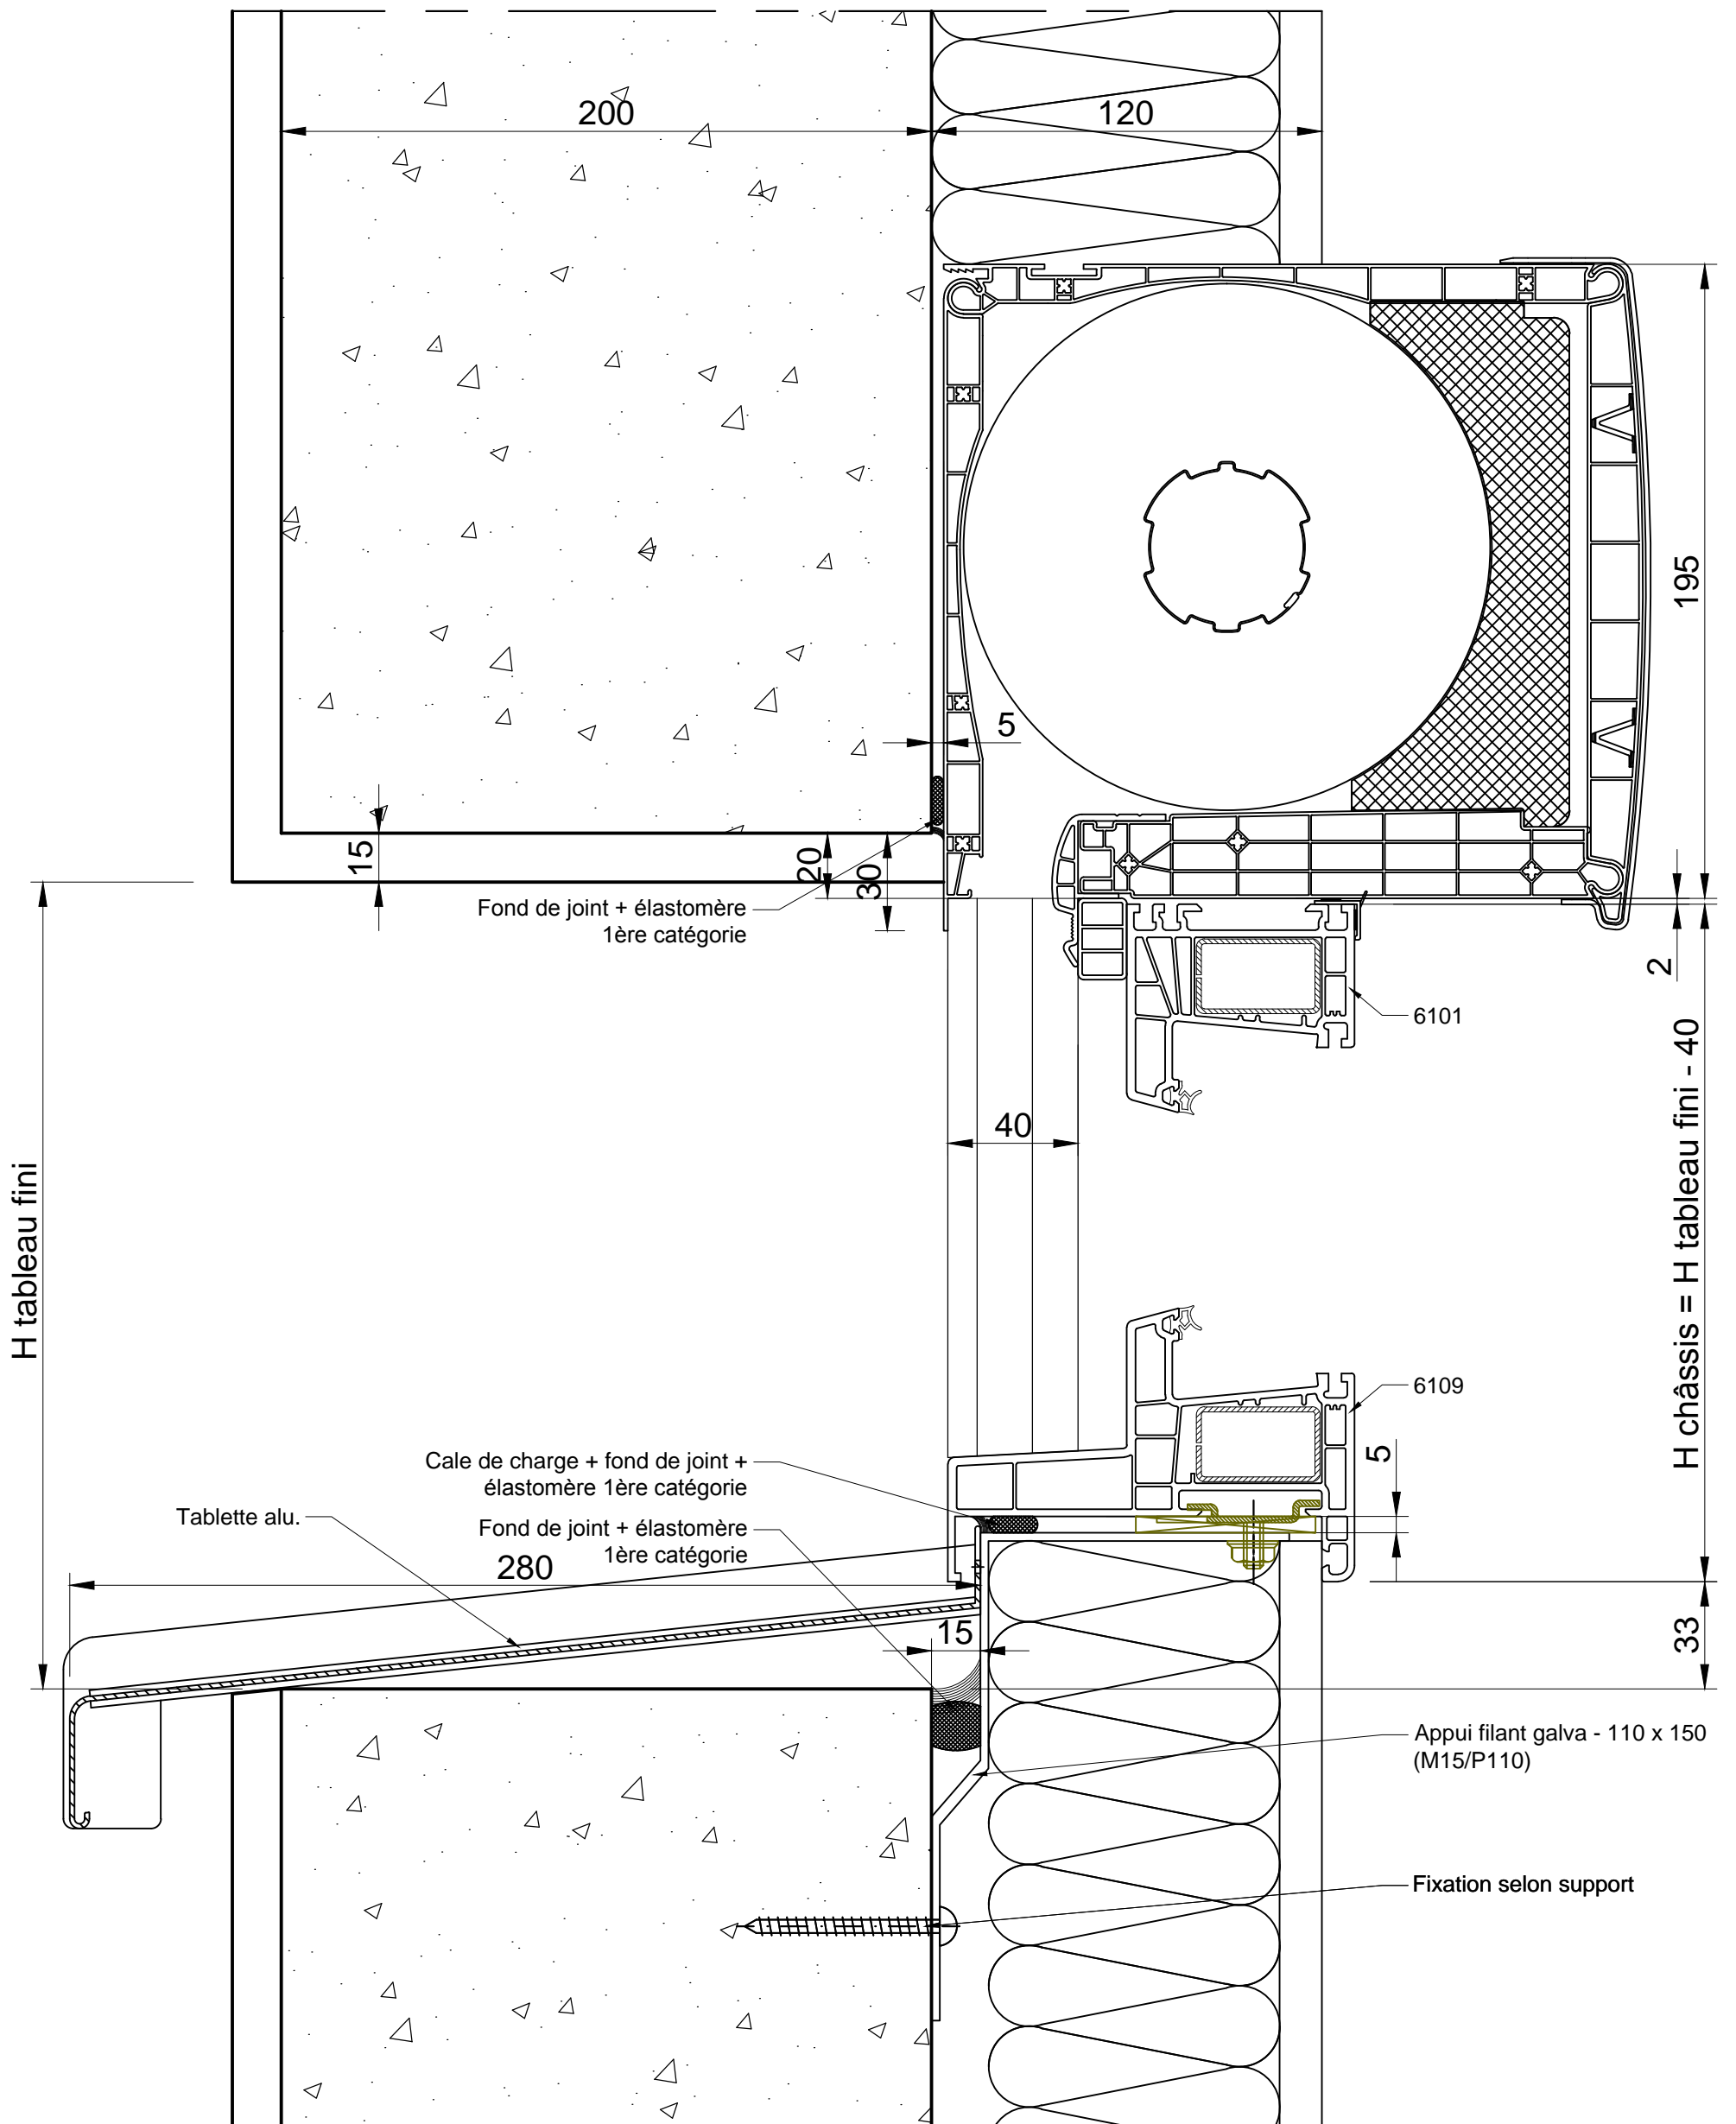 200
120
195
5
15
20
30
Fond de joint + élastomère
1ère catégorie
2
6101
H châssis = H tableau fini - 40
40
H tableau fini
6109
5
Cale de charge + fond de joint +
élastomère 1ère catégorie
Tablette alu.
Fond de joint + élastomère
1ère catégorie
280
15
33
Appui filant galva - 110 x 150
(M15/P110)
Fixation selon support